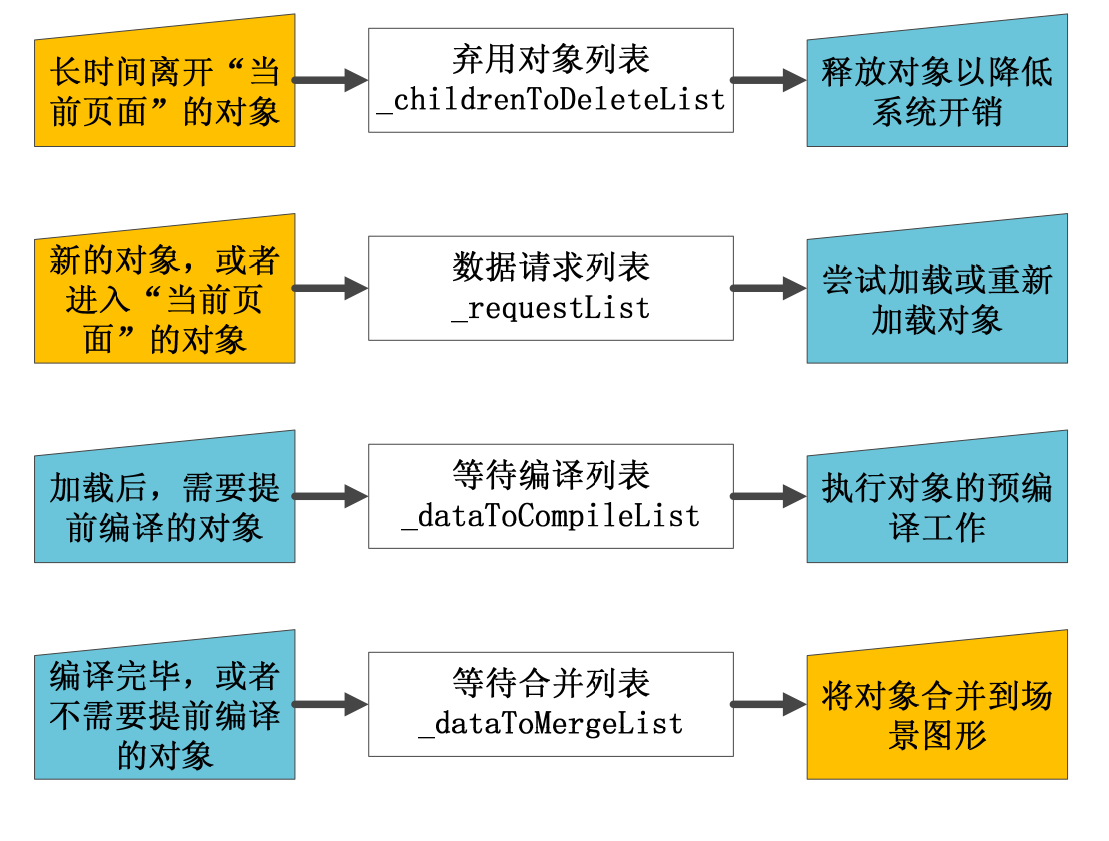 长时间离开“当
前页面”的对象
弃用对象列表
_childrenToDeleteList
释放对象以降低
系统开销
新的对象，或者
进入“当前页
面”的对象
数据请求列表
_requestList
尝试加载或重新
加载对象
加载后，需要提
前编译的对象
等待编译列表
_dataToCompileList
执行对象的预编
译工作
编译完毕，或者
不需要提前编译
的对象
等待合并列表
_dataToMergeList
将对象合并到场
景图形